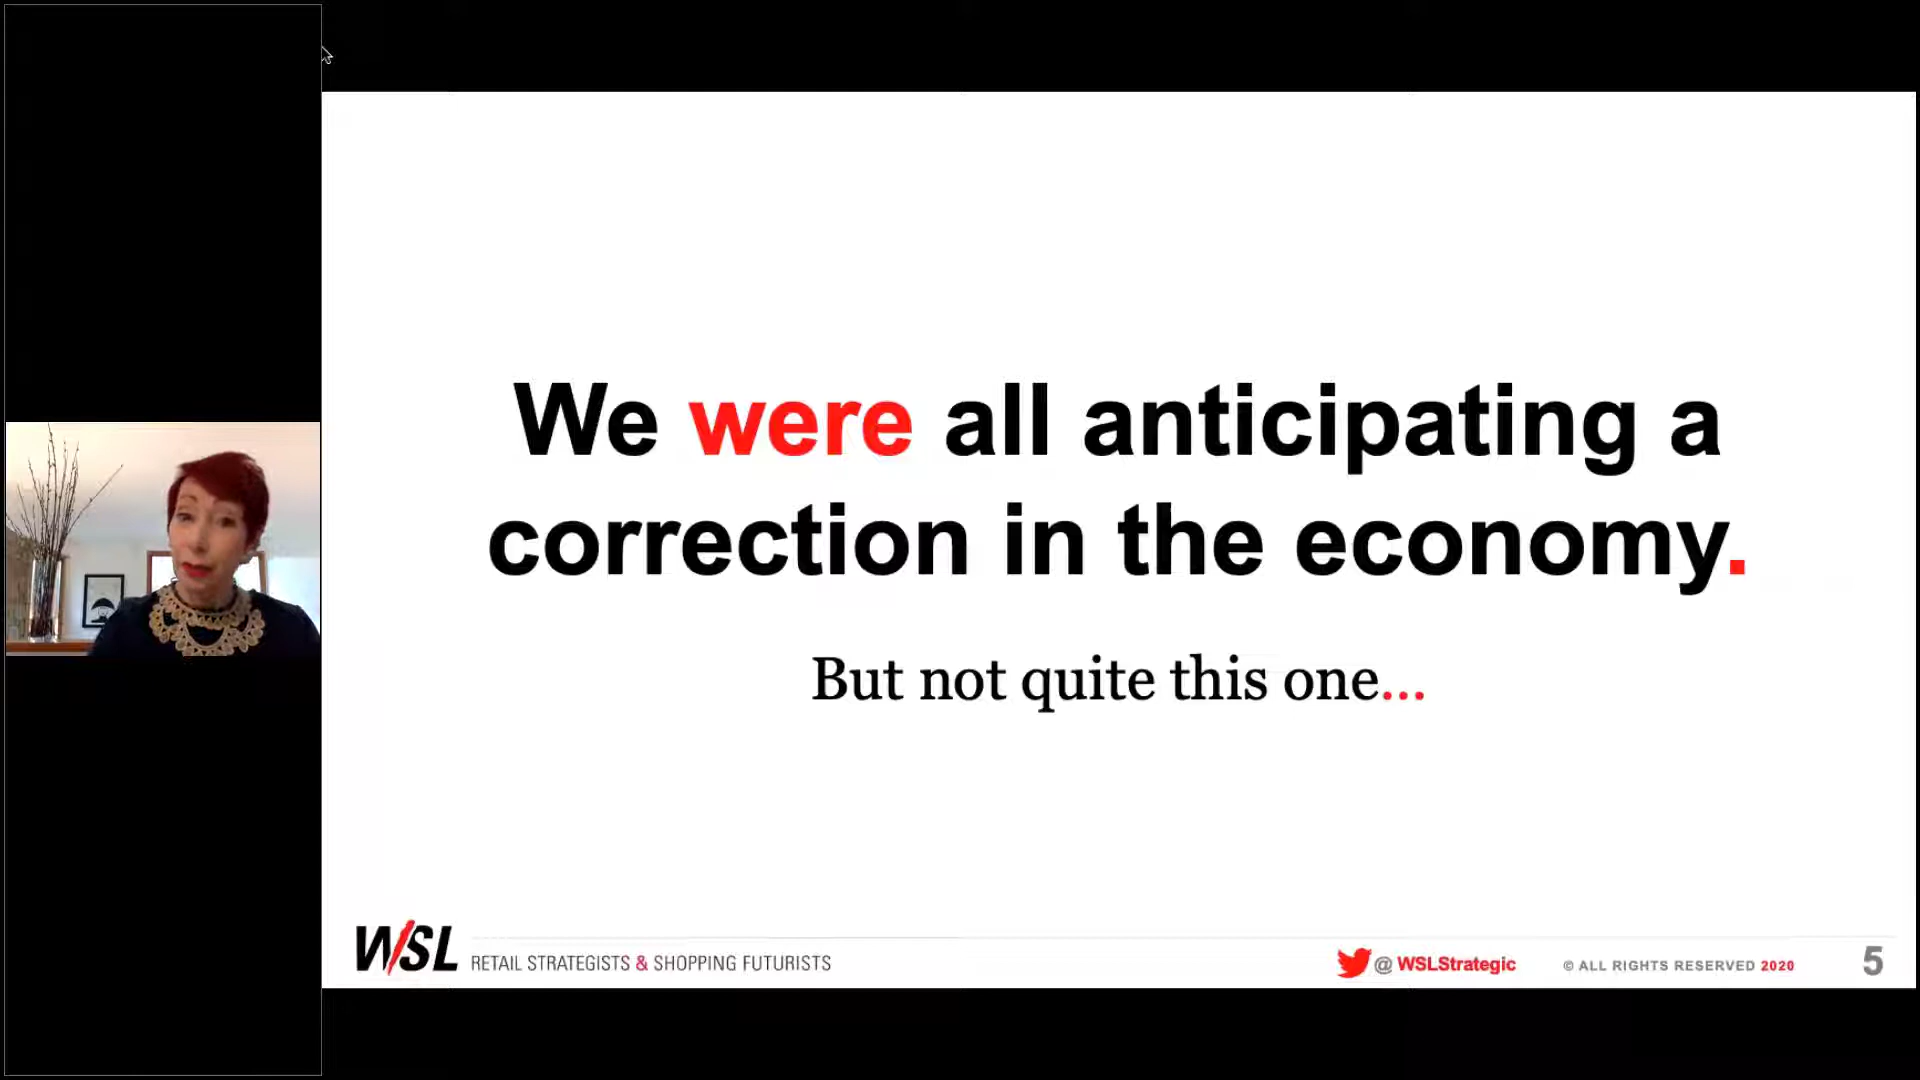 We were all anticipating a
correction in the economy.
But not quite this one...
WSL RETAIL STRATEGISTS & SHOPPING FUTURISTS
@ WSLStrategic
© ALL RIGHTS RESERVED 2020
5